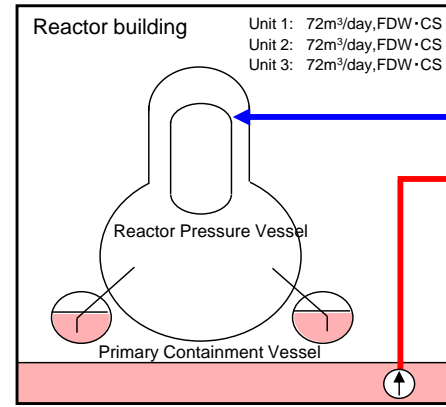 Reactor building
Unit 1: 72m³/day,FDW・CS
Unit 2: 72m³/day,FDW・CS
Unit 3: 72m³/day,FDW・CS
Reactor Pressure Vessel
Primary Containment Vessel